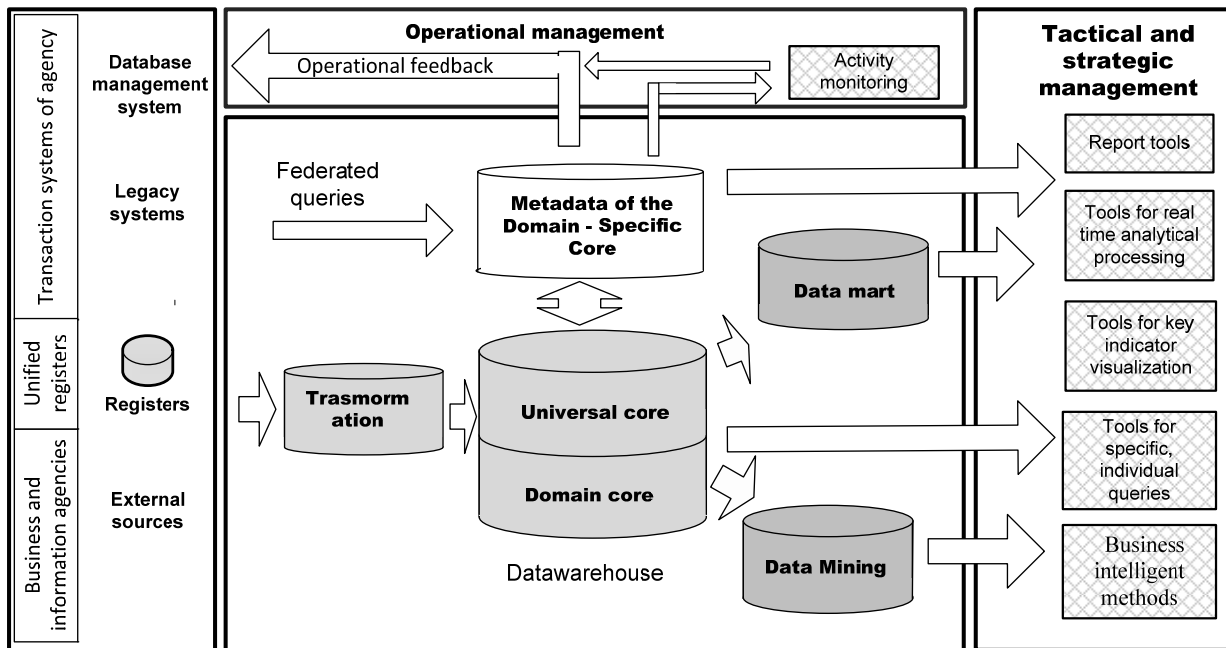 Transaction systems of agency
Unified
registers
Business and
information agencies
Database
management
system
Legacy
systems
Registers
External
sources
Operational management
Operational feedback
Activity
monitoring
Federated
queries
Metadata of the
Domain - Specific
Core
Trasmorm
ation
Universal core
Domain core
Datawarehouse
Data mart
Data Mining
Tactical and
strategic
management
Report tools
Tools for real
time analytical
processing
Tools for key
indicator
visualization
Tools for
specific,
individual
queries
Business
intelligent
methods